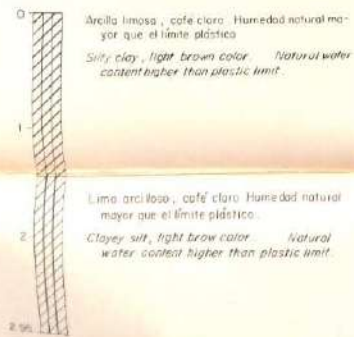 0
Arcilla limosa, café claro. Humedad natural ma-
yor que el límite plástico
Silty clay, light brown color. Natural water
content higher than plastic limit.
1
Limo arcilloso, café claro Humedad natural
mayor que el límite plástico.
2
Clayey silt, light brow color. Natural
water content higher than plastic limit.
2.95